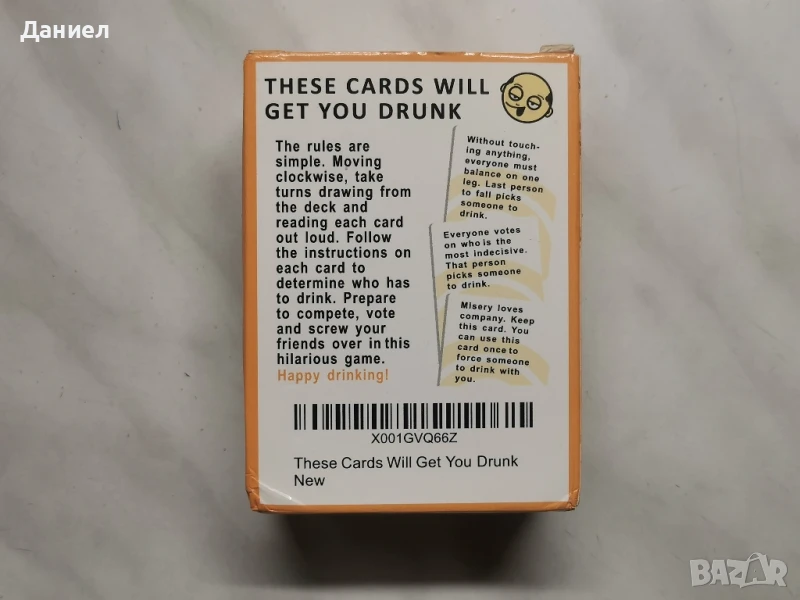 Даниел
THESE CARDS WILL
GET YOU DRUNK
The rules are
simple. Moving
clockwise, take
turns drawing from
the deck and
reading each card
out loud. Follow
the instructions on
each card to
determine who has
to drink. Prepare
to compete, vote
and screw your
friends over in this
hilarious game.
Happy drinking!
Without touch-
ing anything,
everyone must
balance on one
leg. Last person
to fall picks
someone to
drink.
Everyone votes
on who is the
most indecisive.
That person
picks someone
to drink.
Misery loves
company. Keep
this card. You
can use this
card once to
force someone
to drink with
you.
X001GVQ66Z
These Cards Will Get You Drunk
New
BAZAR